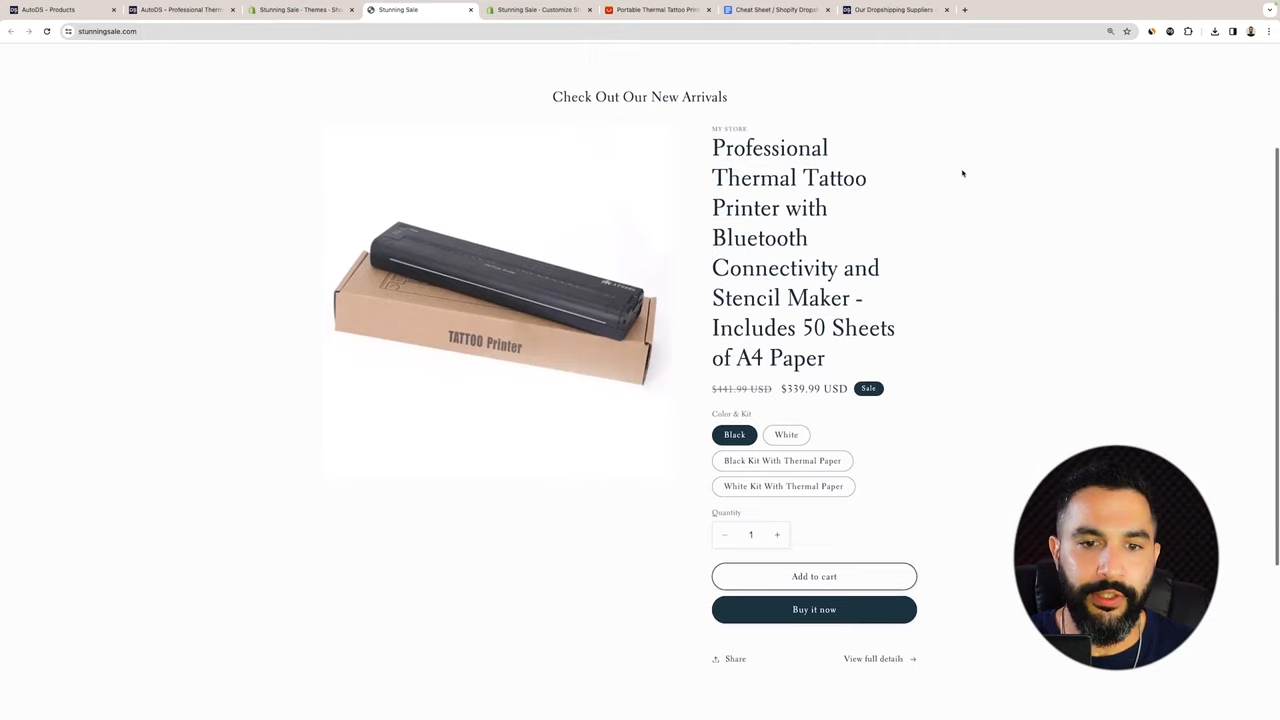 AutoDS - Products
AutoDS - Professional Therm
Stunning Sale · Themes · Sh
Stunning Sale
Stunning Sale · Customize St
Portable Thermal Tattoo Prin
Cheat Sheet / Shopify Drops
Our Dropshipping Suppliers
stunningsale.com
Check Out Our New Arrivals
MY STORE
Professional
Thermal Tattoo
Printer with
Bluetooth
Connectivity and
Stencil Maker -
Includes 50 Sheets
of A4 Paper
$441.99 USD $339.99 USD Sale
Color & Kit
Black White
Black Kit With Thermal Paper
White Kit With Thermal Paper
Quantity
− 1 +
Add to cart
Buy it now
Share View full details →
TATTOO Printer